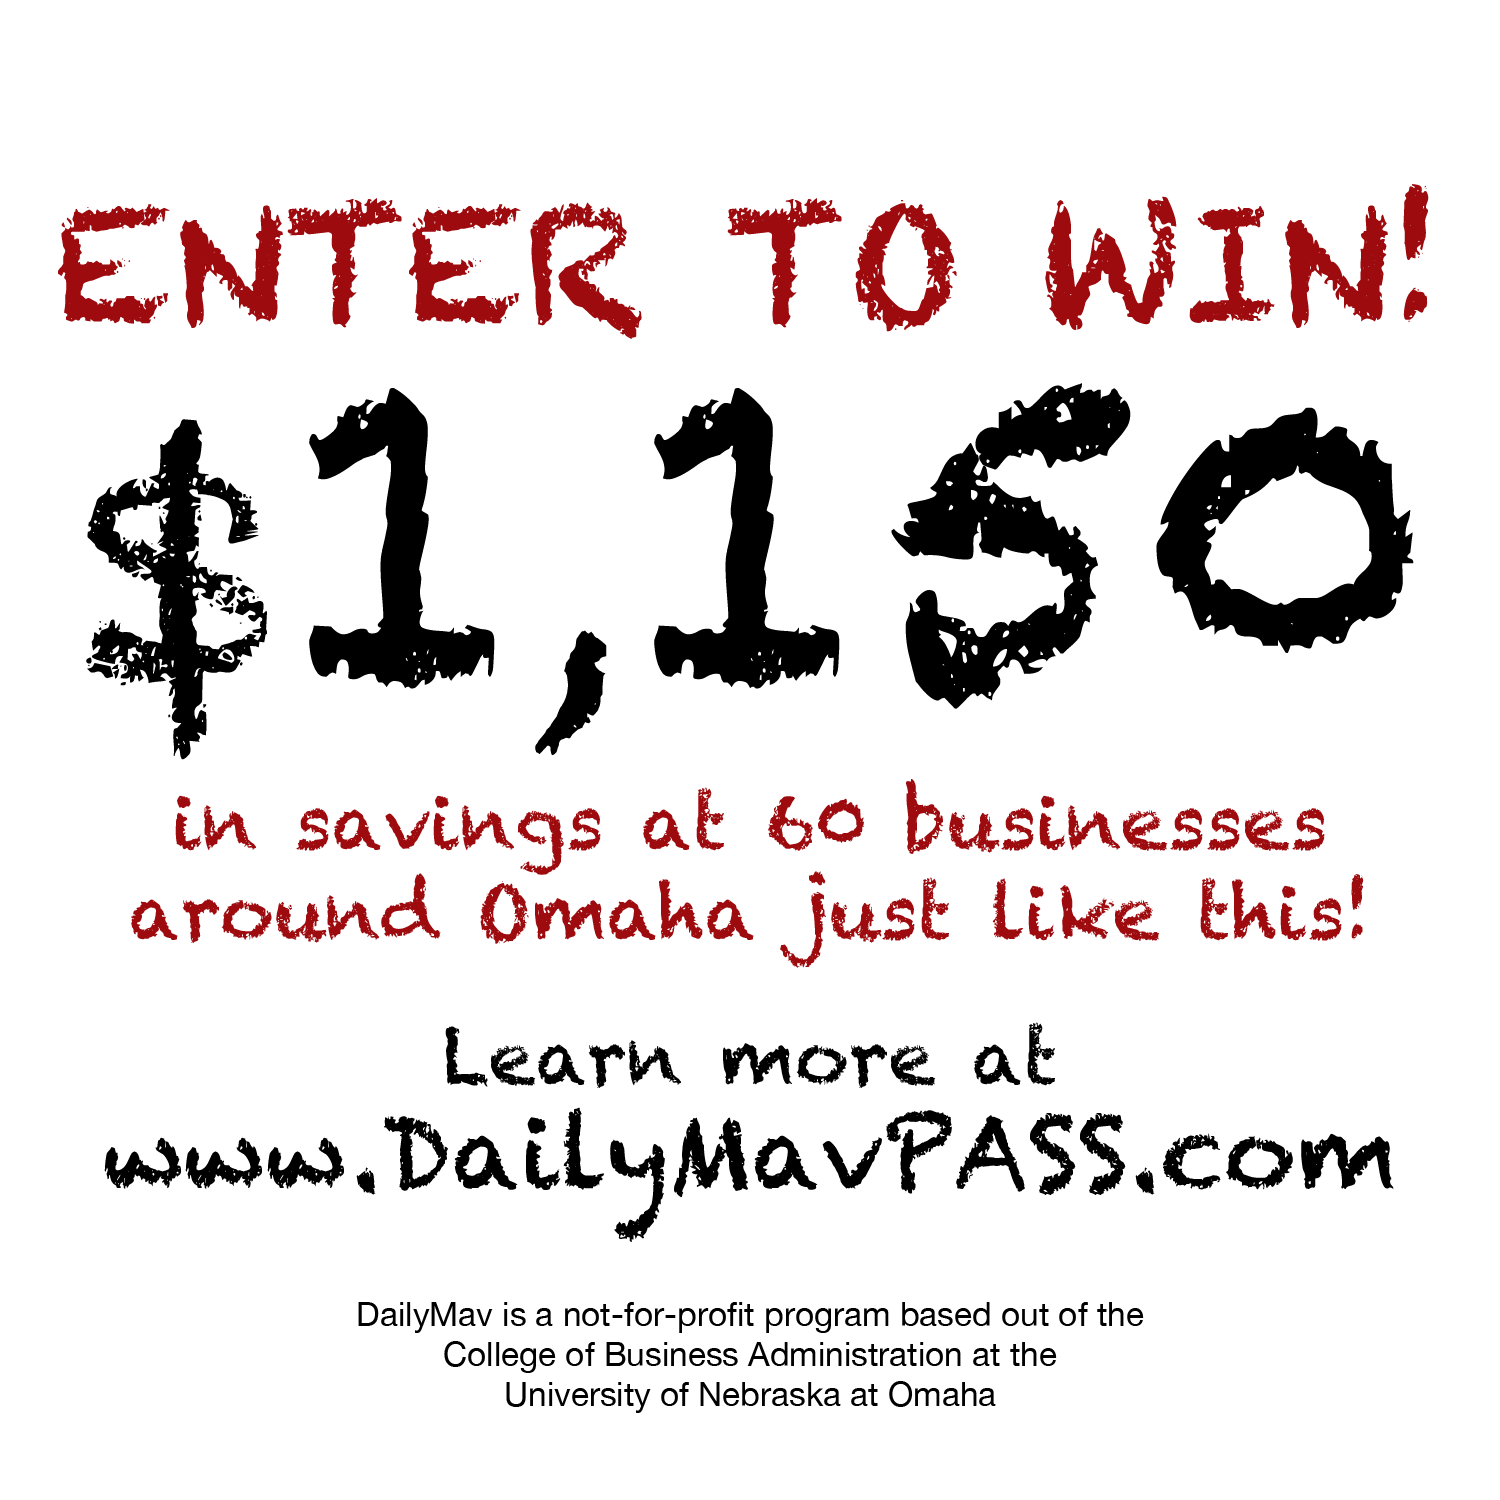 ENTER TO WIN!
$1,150
in savings at 60 businesses
around Omaha just like this!
Learn more at
www.DailyMavPASS.com
DailyMav is a not-for-profit program based out of the
College of Business Administration at the
University of Nebraska at Omaha